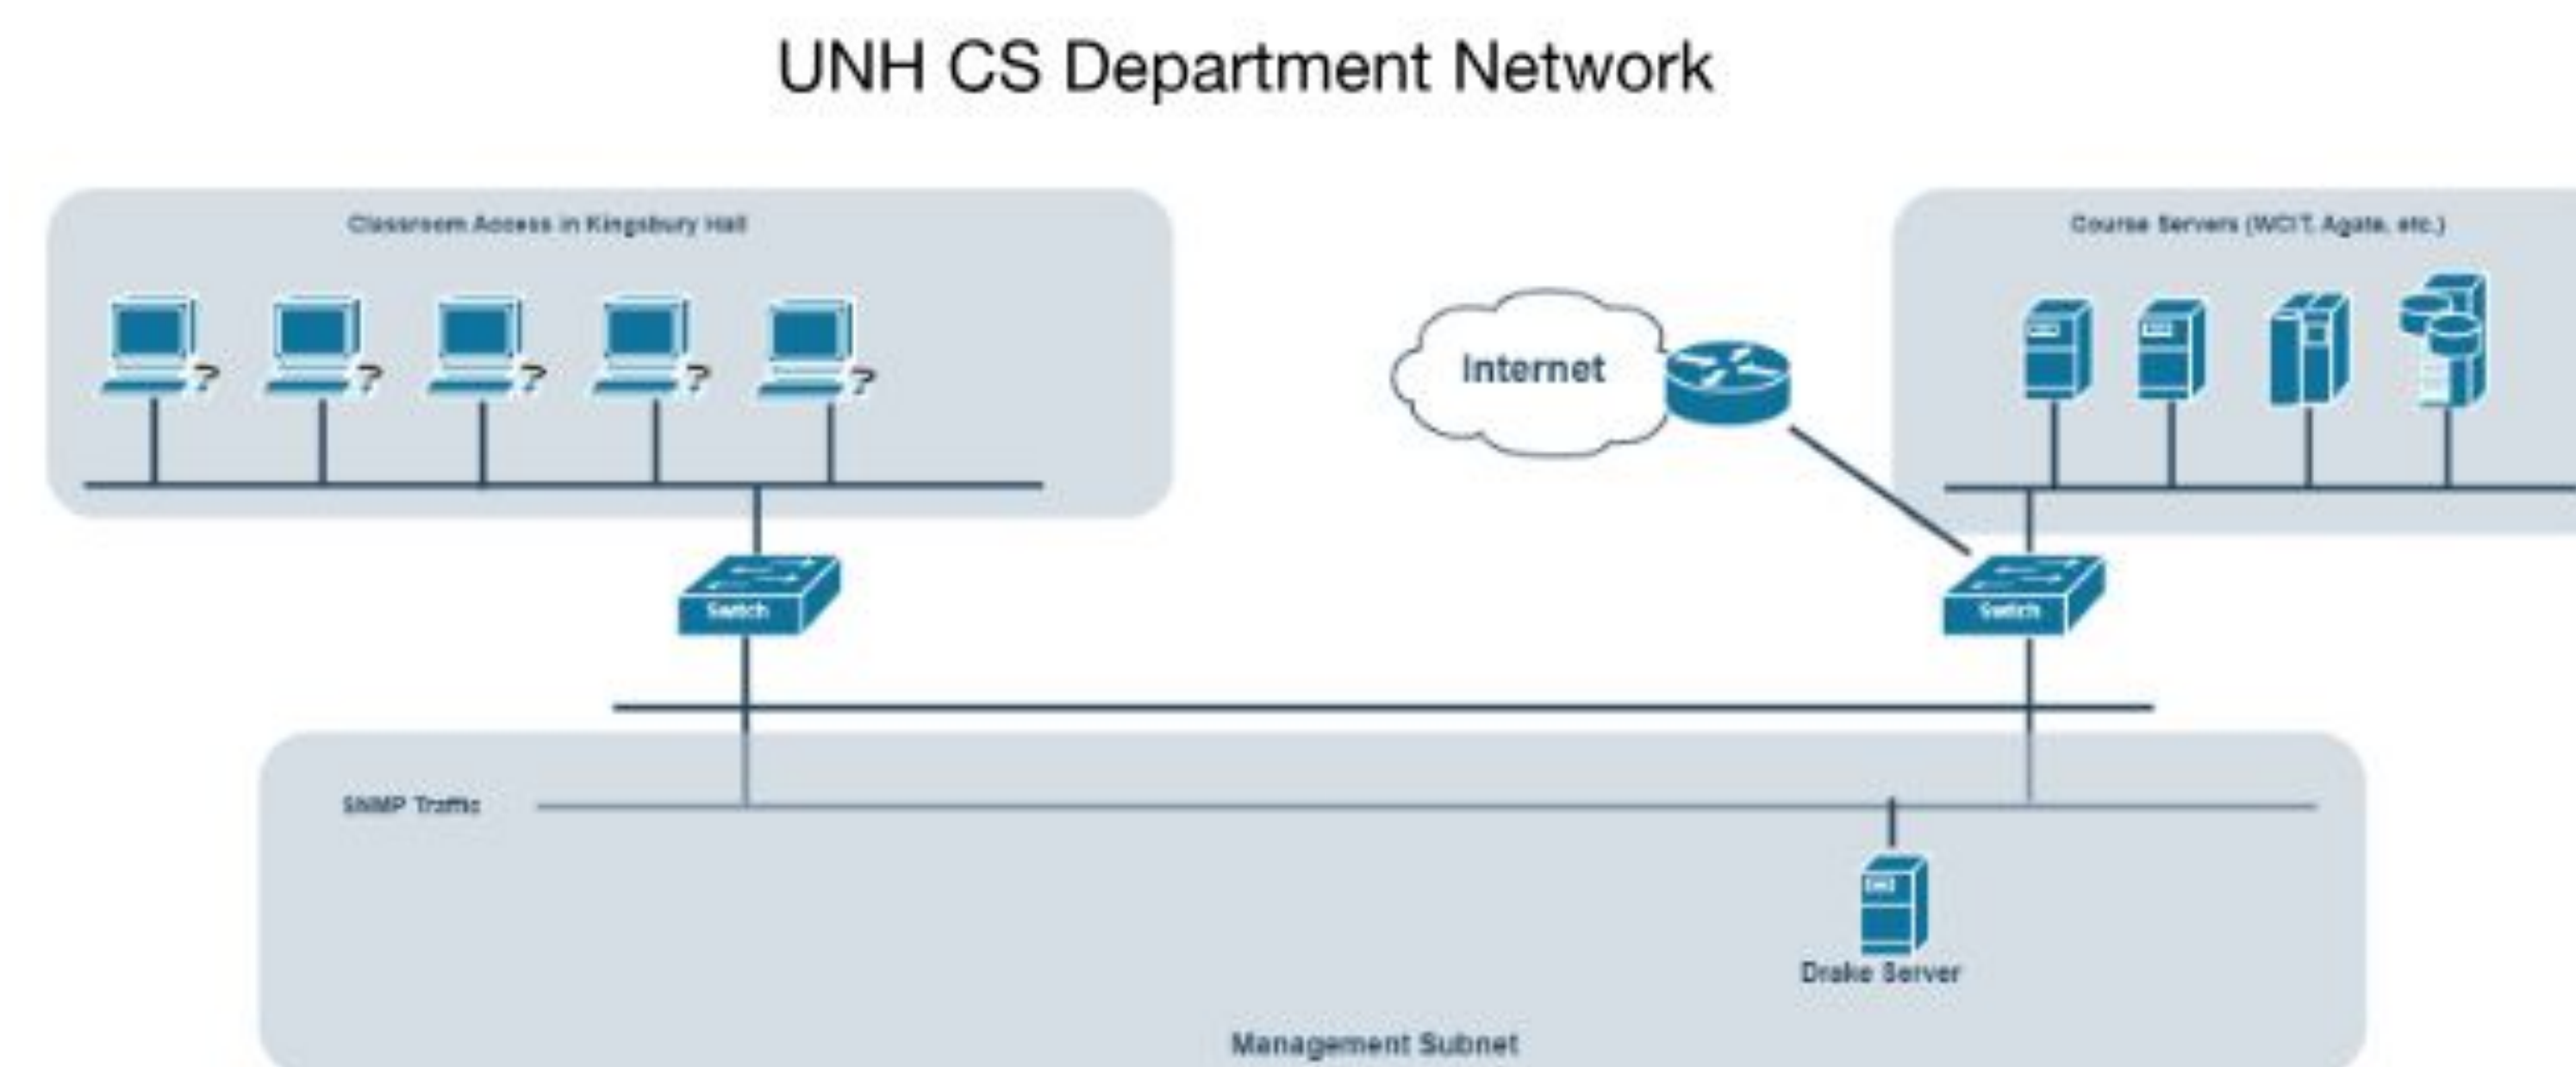 UNH CS Department Network
Classroom Access in Kingsbury Hall
Course Servers (WCIT, Agate, etc.)
?
?
?
?
?
Internet
Switch
Switch
SNMP Traffic
Drake Server
Management Subnet